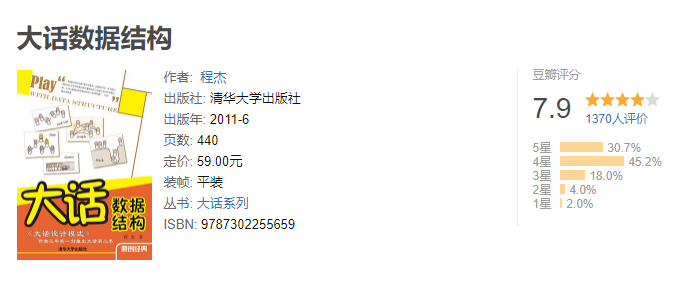 大话数据结构
Play
WITH DATA STRUCTURE
大话
数据
结构
《大话设计模式》
清华大学出版社
作者: 程杰
出版社: 清华大学出版社
出版年: 2011-6
页数: 440
定价: 59.00元
装帧: 平装
丛书: 大话系列
ISBN: 9787302255659
豆瓣评分
7.9
1370人评价
5星 30.7%
4星 45.2%
3星 18.0%
2星 4.0%
1星 2.0%